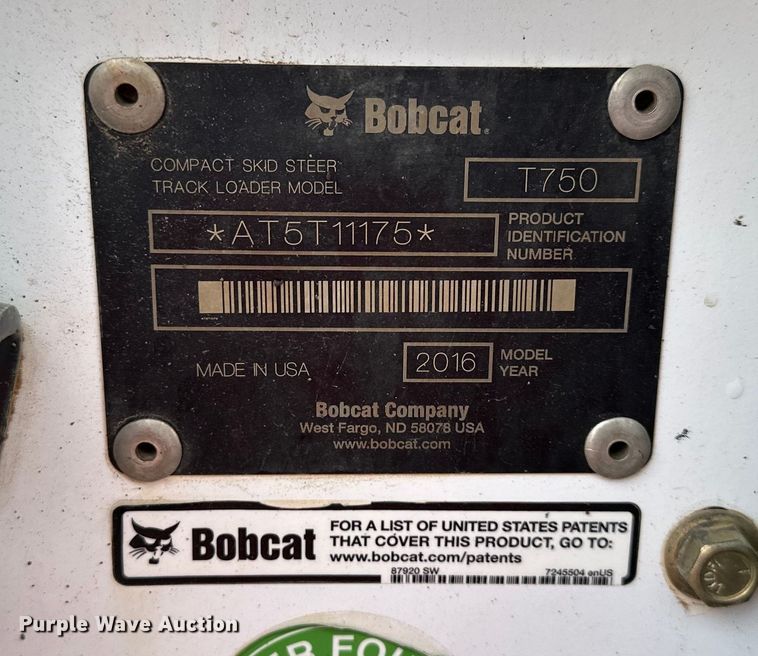 Bobcat
COMPACT SKID STEER
TRACK LOADER MODEL
T750
*AT5T11175*
PRODUCT
IDENTIFICATION
NUMBER
MADE IN USA
2016
MODEL
YEAR
Bobcat Company
West Fargo, ND 58078 USA
www.bobcat.com
Bobcat
FOR A LIST OF UNITED STATES PATENTS
THAT COVER THIS PRODUCT, GO TO:
www.bobcat.com/patents
87920 SW
7245504 enUS
Purple Wave Auction